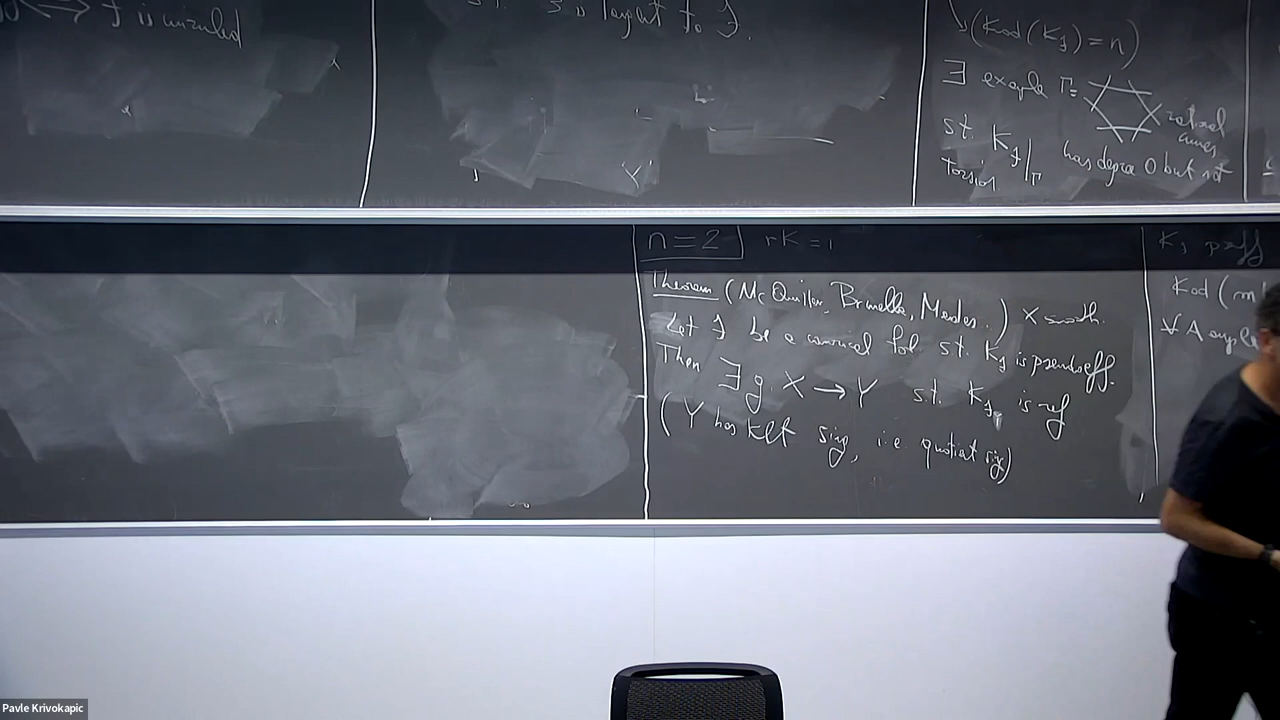 ⟺ F is uniruled
is tangent to F.
(Kod(K_F) = n)
∃ example Γ = rational curves
s.t. K_F|_Γ has degree 0 but not torsion
n = 2 rk = 1
Theorem (McQuillan, Brunella, Mendes.) X smooth.
Let F be a canonical fol s.t. K_F is pseudoeff.
Then ∃ g: X → Y s.t. K_{F_Y} is nef
(Y has klt sing, i.e quotient sing)
K_F pseff
Kod (m
∀ A ample
Pavle Krivokapic